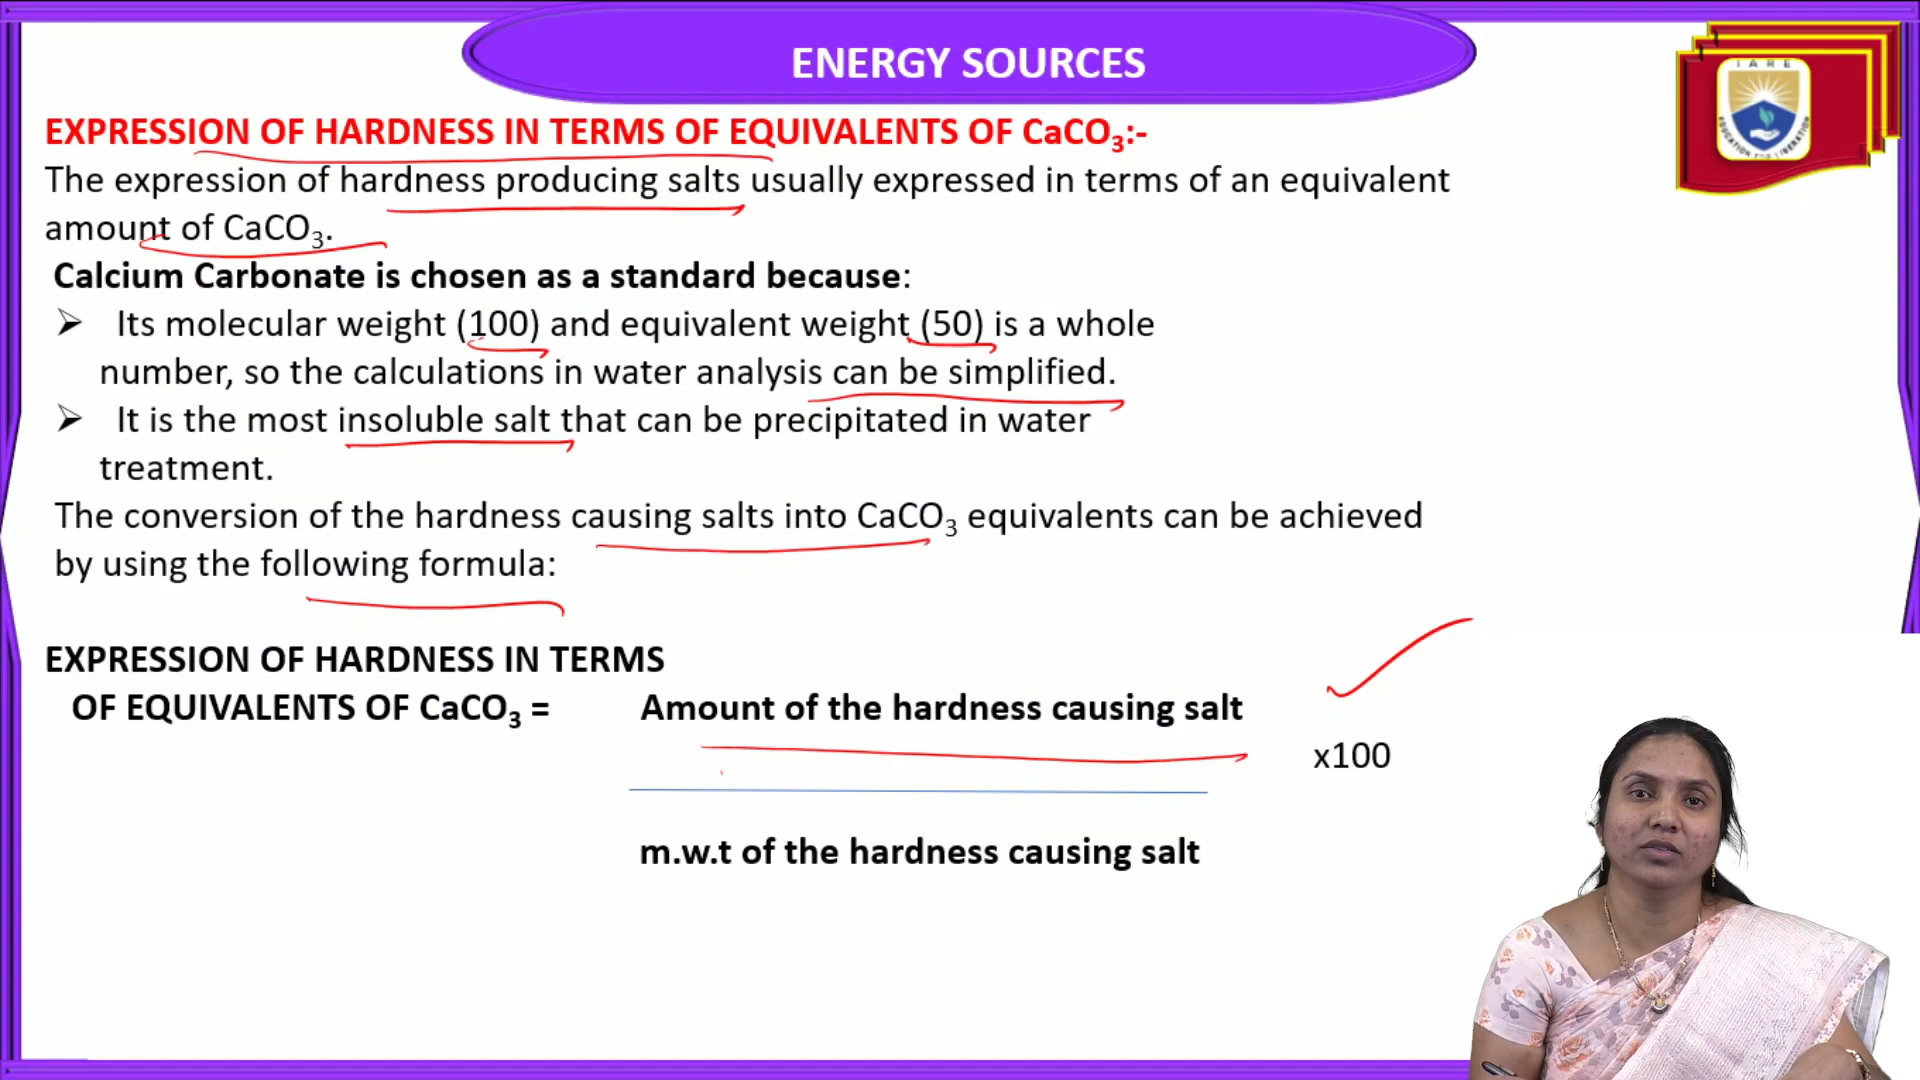 ENERGY SOURCES
IARE
EDUCATION FOR LIBERATION
EXPRESSION OF HARDNESS IN TERMS OF EQUIVALENTS OF CaCO₃:-
The expression of hardness producing salts usually expressed in terms of an equivalent
amount of CaCO₃.
Calcium Carbonate is chosen as a standard because:
➢ Its molecular weight (100) and equivalent weight (50) is a whole
number, so the calculations in water analysis can be simplified.
➢ It is the most insoluble salt that can be precipitated in water
treatment.
The conversion of the hardness causing salts into CaCO₃ equivalents can be achieved
by using the following formula:
EXPRESSION OF HARDNESS IN TERMS
OF EQUIVALENTS OF CaCO₃ = Amount of the hardness causing salt
x100
m.w.t of the hardness causing salt